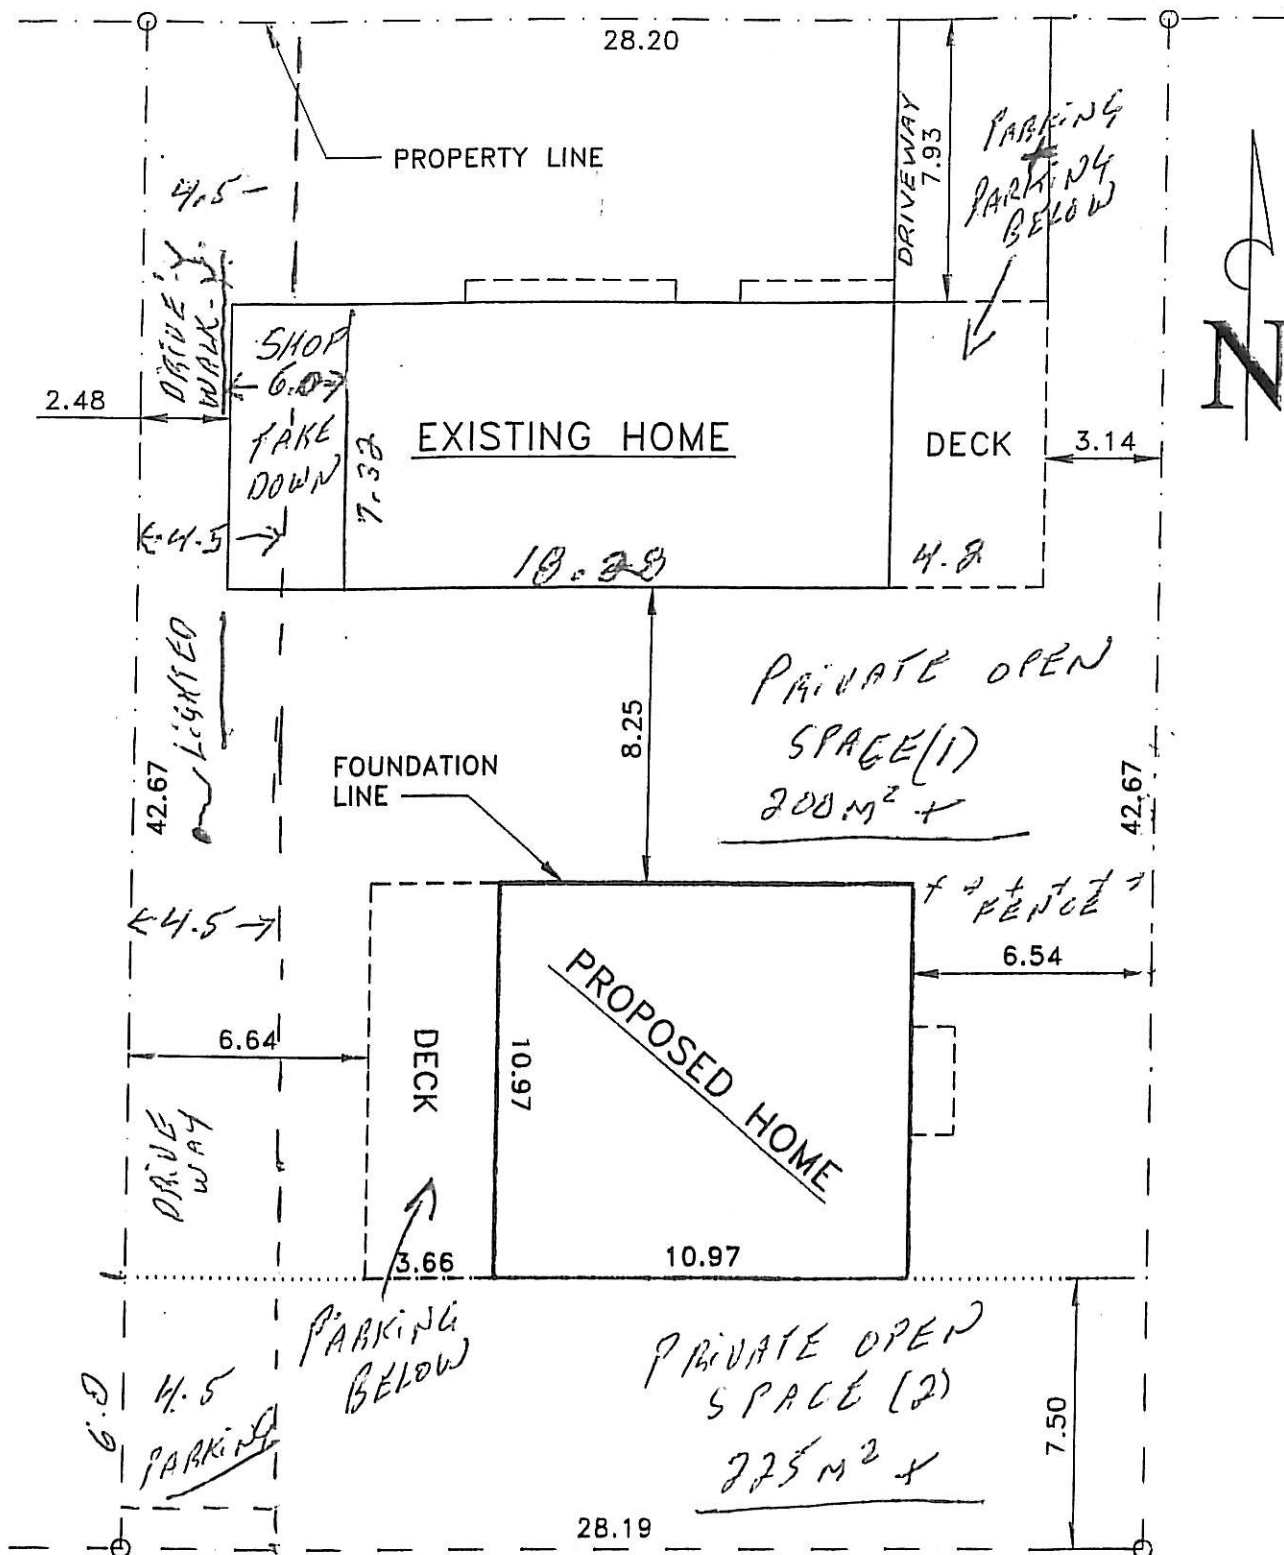 28.20
PROPERTY LINE
DRIVEWAY
7.93
PARKING
+
PARKING
BELOW
4.5-
DRIVE-Y.
WALK-Y.
SHOP
6.0
TAKE
DOWN
2.48
EXISTING HOME
DECK
3.14
N
7.32
4.5
18.28
4.2
LIGHTED
42.67
8.25
PRIVATE OPEN
SPACE(1)
200 M² +
42.67
FOUNDATION
LINE
FENCE
4.5
6.54
6.64
DECK
10.97
PROPOSED HOME
DRIVE
WAY
3.66
10.97
PARKING
BELOW
PRIVATE OPEN
SPACE (2)
225 M² +
7.50
6.0
4.5
PARKING
28.19